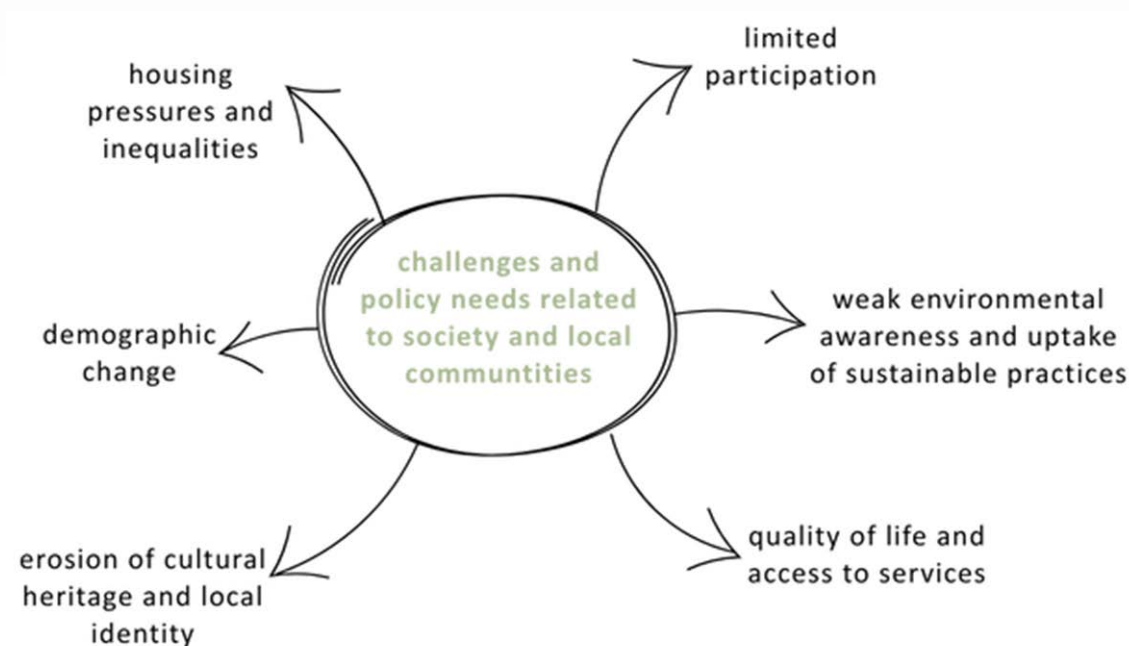 limited
participation
housing
pressures and
inequalities
challenges and
policy needs related
to society and local
communtities
weak environmental
awareness and uptake
of sustainable practices
demographic
change
quality of life and
access to services
erosion of cultural
heritage and local
identity